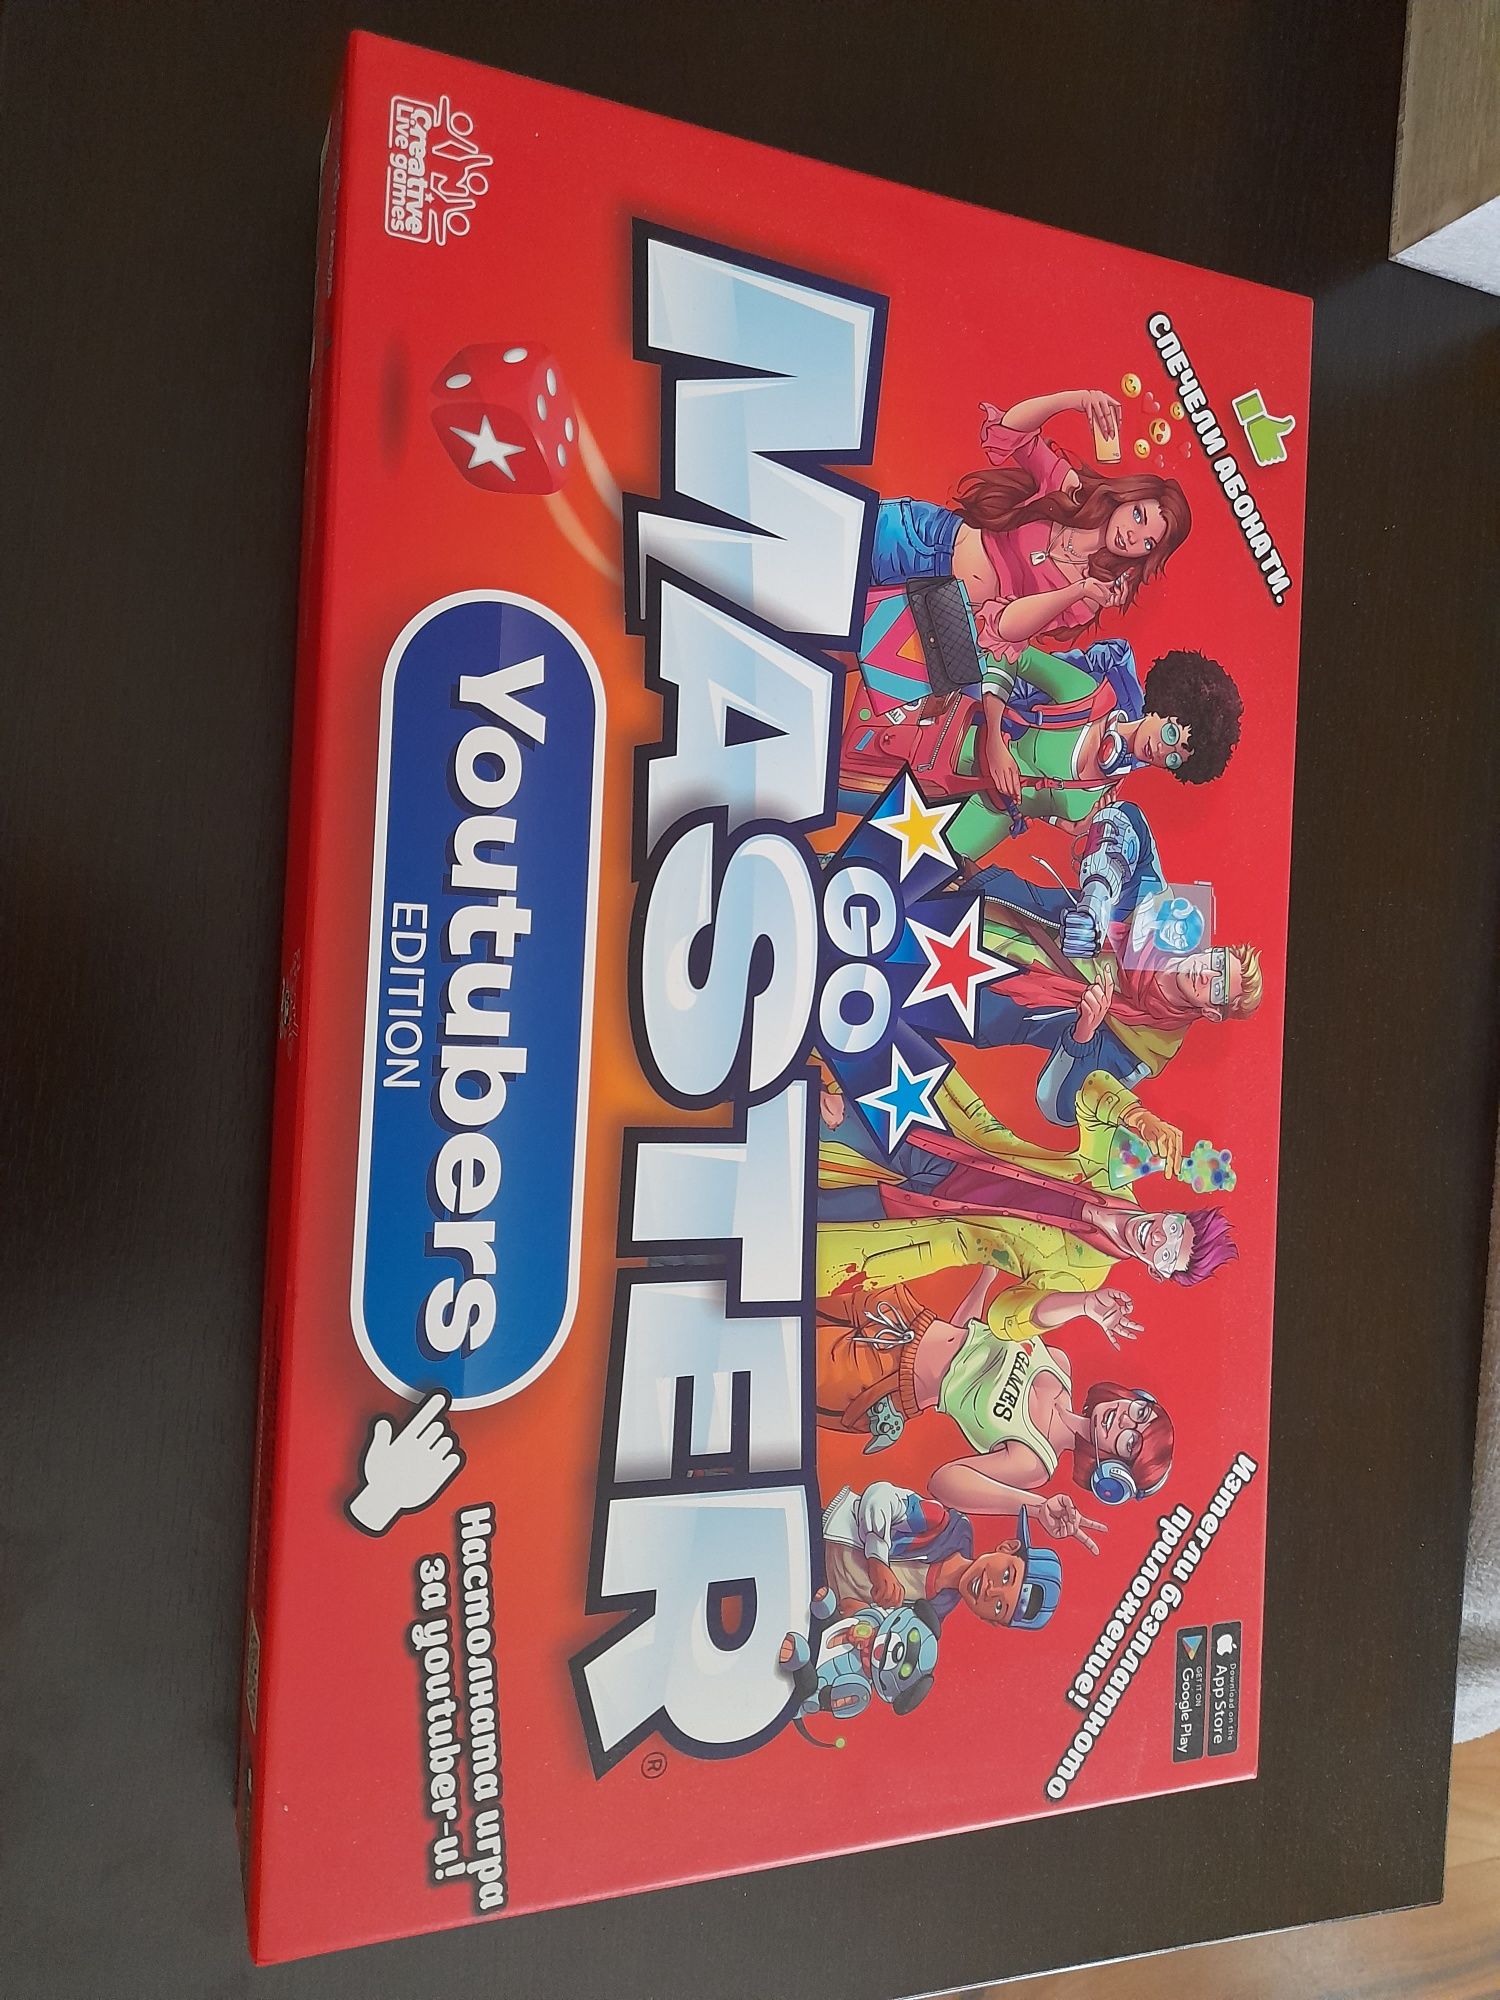 СПЕЧЕЛИ АБОНАТИ.
Изтегли безплатното
приложение!
Download on the
App Store
GET IT ON
Google Play
I GAMES
GO
MASTER®
Youtubers
EDITION
Creative
Live games
Настолната игра
за youtuber-и!